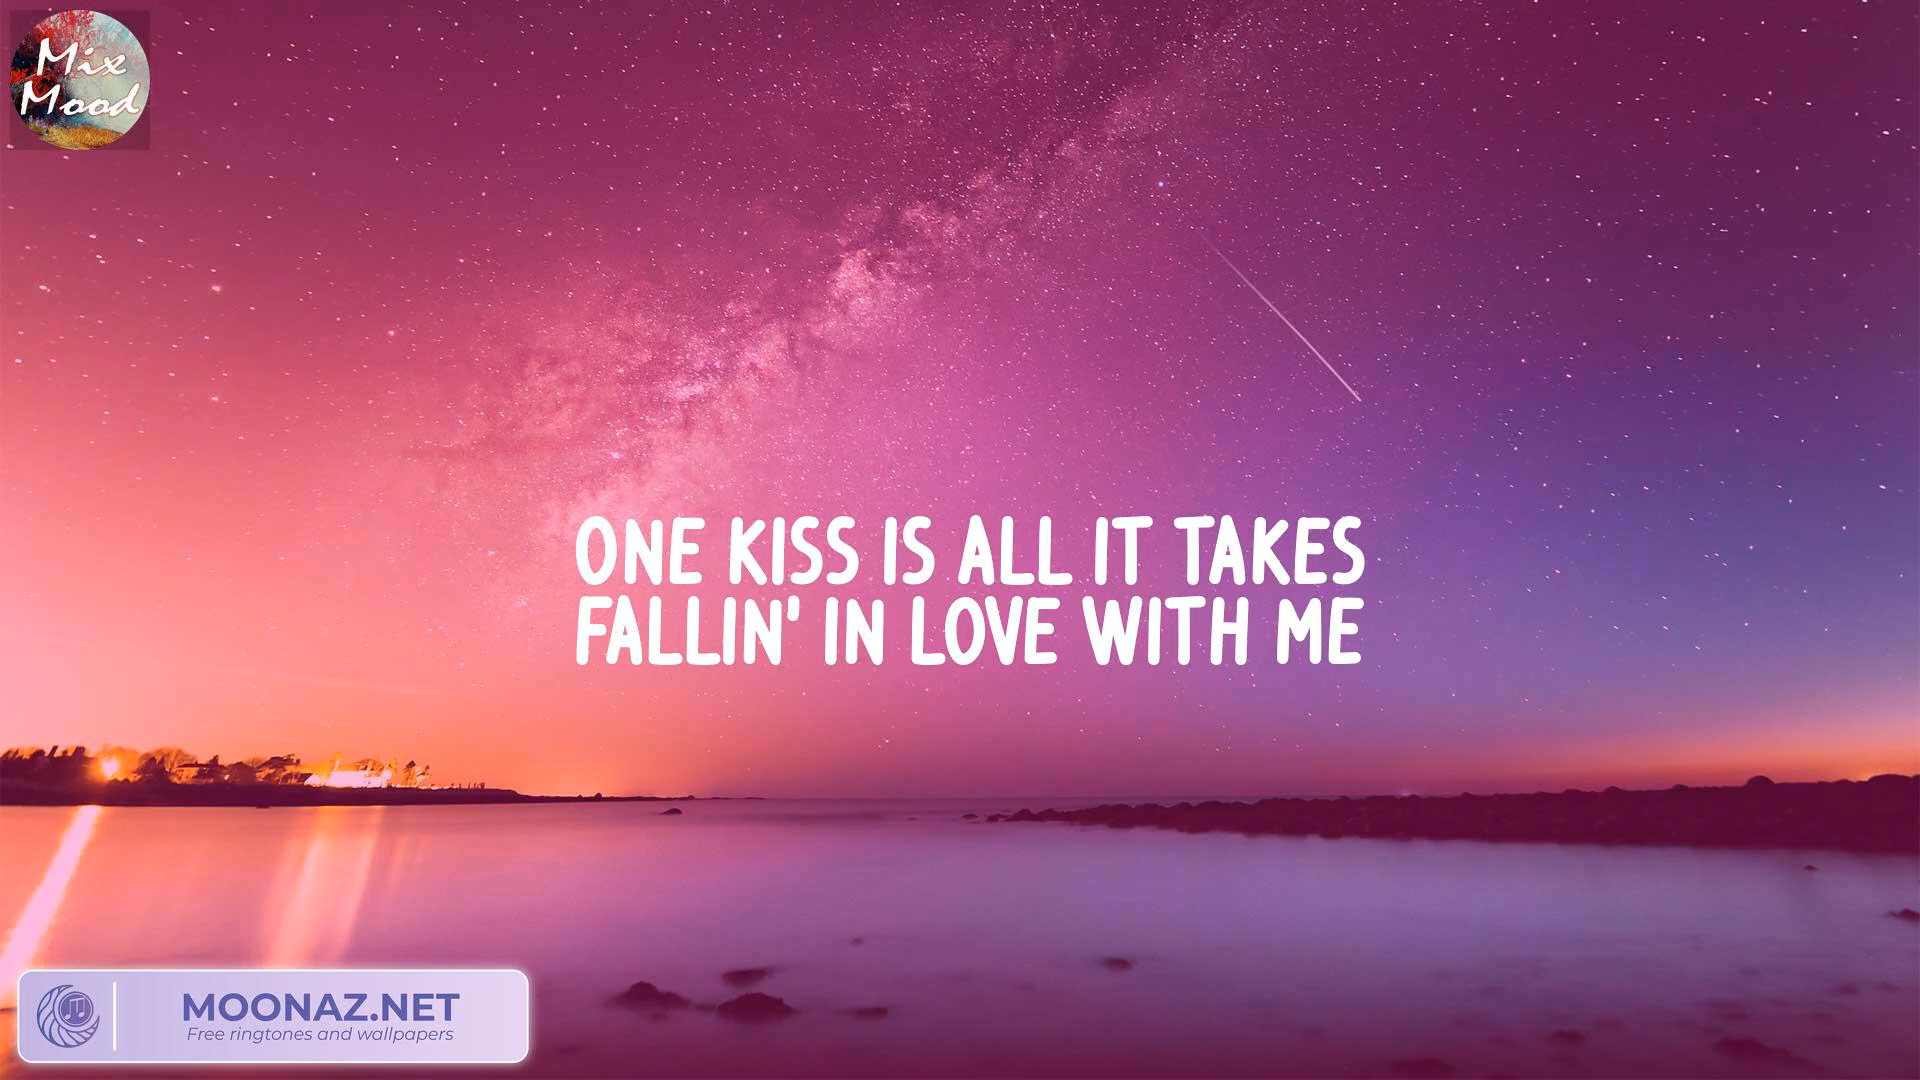 Mix
Mood
ONE KISS IS ALL IT TAKES
FALLIN' IN LOVE WITH ME
MOONAZ.NET
Free ringtones and wallpapers